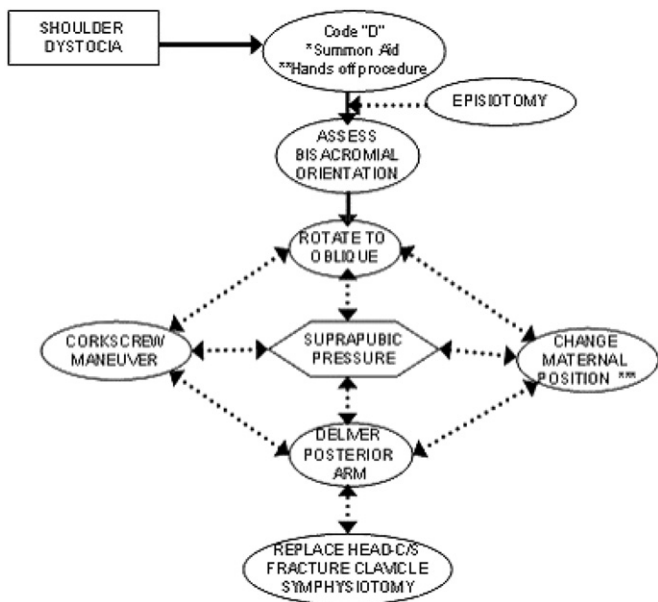 SHOULDER
DYSTOCIA
Code "D"
*Summon Aid
**Hands off procedure
EPISIOTOMY
ASSESS
BISACROMIAL
ORIENTATION
ROTATE TO
OBLIQUE
CORKSCREW
MANEUVER
SUPRAPUBIC
PRESSURE
CHANGE
MATERNAL
POSITION ***
DELIVER
POSTERIOR
ARM
REPLACE HEAD-C/S
FRACTURE CLAVICLE
SYMPHYSIOTOMY